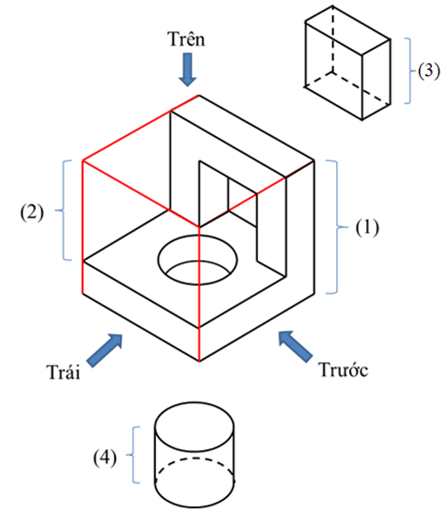 Trên
(3)
(2)
(1)
Trái
Trước
(4)